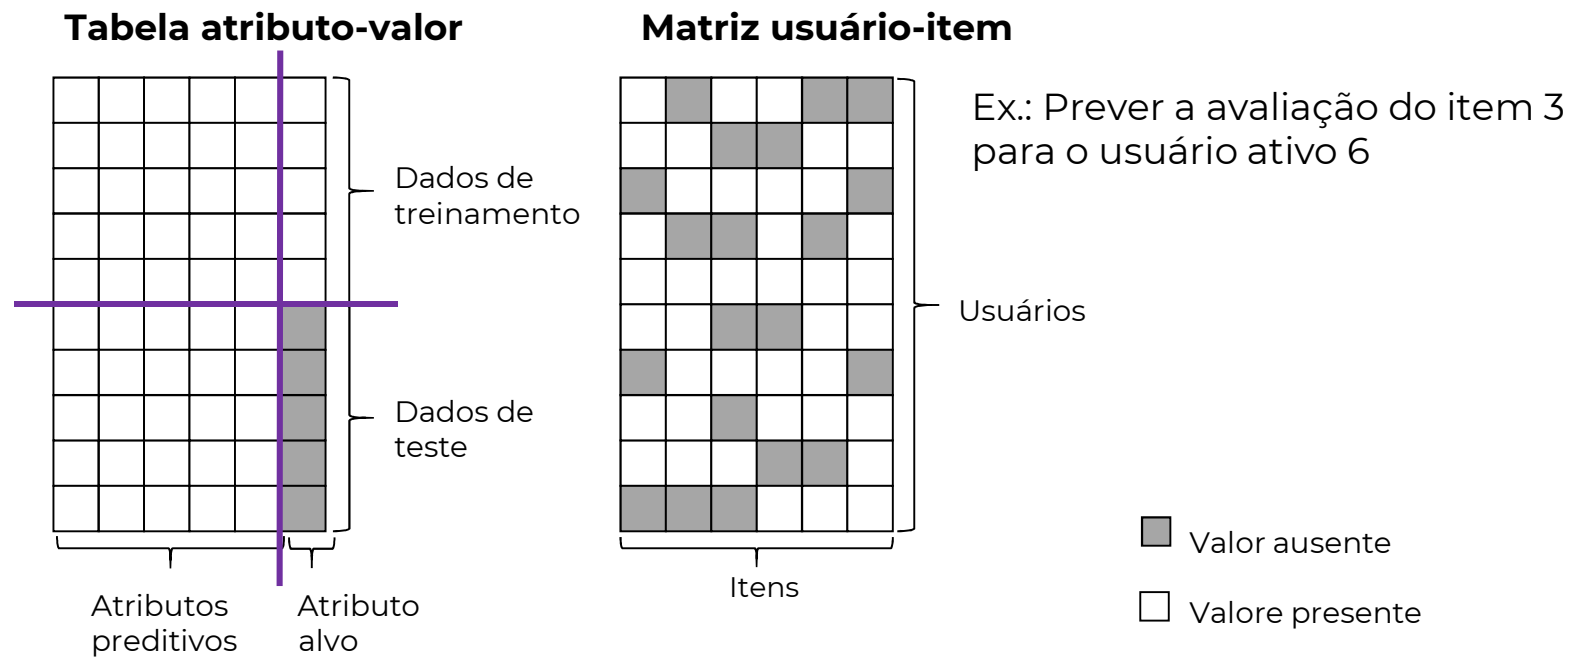 Tabela atributo-valor
Dados de
treinamento
Dados de
teste
Atributos
preditivos
Atributo
alvo
Matriz usuário-item
Usuários
Itens
Ex.: Prever a avaliação do item 3
para o usuário ativo 6
Valor ausente
Valore presente